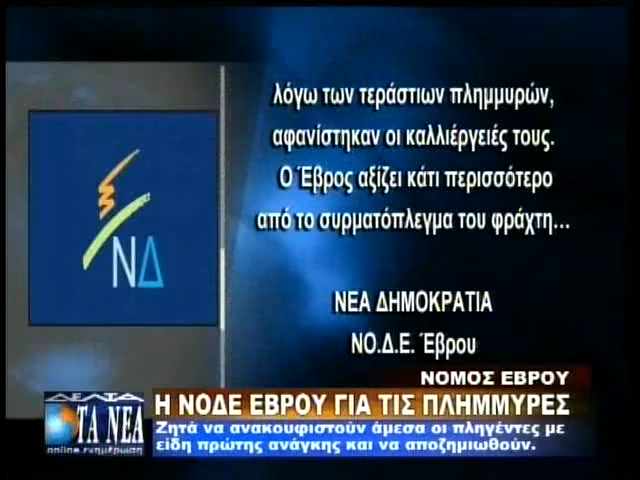 λόγω των τεράστιων πλημμυρών,
αφανίστηκαν οι καλλιέργειές τους.
Ο Έβρος αξίζει κάτι περισσότερο
από το συρματόπλεγμα του φράχτη...
ΝΔ
ΝΕΑ ΔΗΜΟΚΡΑΤΙΑ
ΝΟ.Δ.Ε. Έβρου
ΝΟΜΟΣ ΕΒΡΟΥ
ΔΕΛΤΑ
ΤΑ ΝΕΑ
online ενημέρωση
Η ΝΟΔΕ ΕΒΡΟΥ ΓΙΑ ΤΙΣ ΠΛΗΜΜΥΡΕΣ
Ζητά να ανακουφιστούν άμεσα οι πληγέντες με
είδη πρώτης ανάγκης και να αποζημιωθούν.